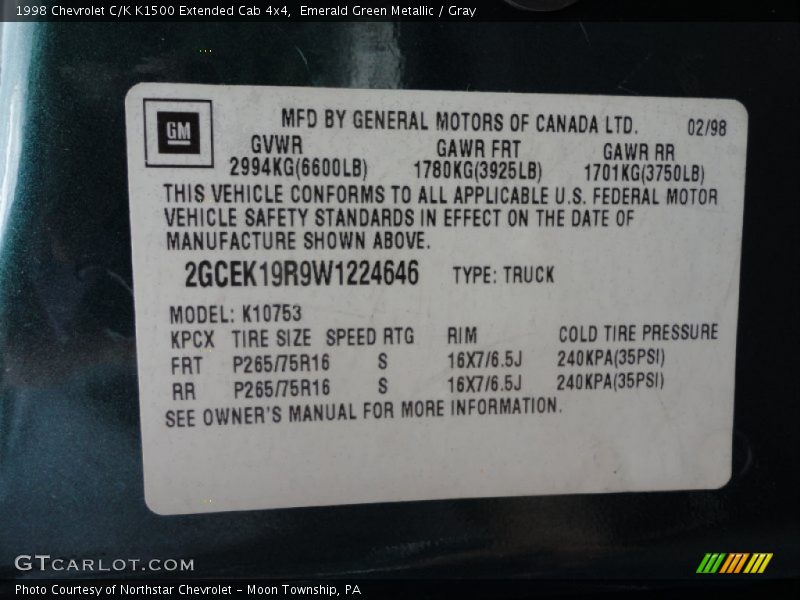 1998 Chevrolet C/K K1500 Extended Cab 4x4, Emerald Green Metallic / Gray
GM
MFD BY GENERAL MOTORS OF CANADA LTD. 02/98
GVWR GAWR FRT GAWR RR
2994KG(6600LB) 1780KG(3925LB) 1701KG(3750LB)
THIS VEHICLE CONFORMS TO ALL APPLICABLE U.S. FEDERAL MOTOR
VEHICLE SAFETY STANDARDS IN EFFECT ON THE DATE OF
MANUFACTURE SHOWN ABOVE.
2GCEK19R9W1224646 TYPE: TRUCK
MODEL: K10753
KPCX TIRE SIZE SPEED RTG RIM COLD TIRE PRESSURE
FRT P265/75R16 S 16X7/6.5J 240KPA(35PSI)
RR P265/75R16 S 16X7/6.5J 240KPA(35PSI)
SEE OWNER'S MANUAL FOR MORE INFORMATION.
GTCARLOT.COM
Photo Courtesy of Northstar Chevrolet - Moon Township, PA